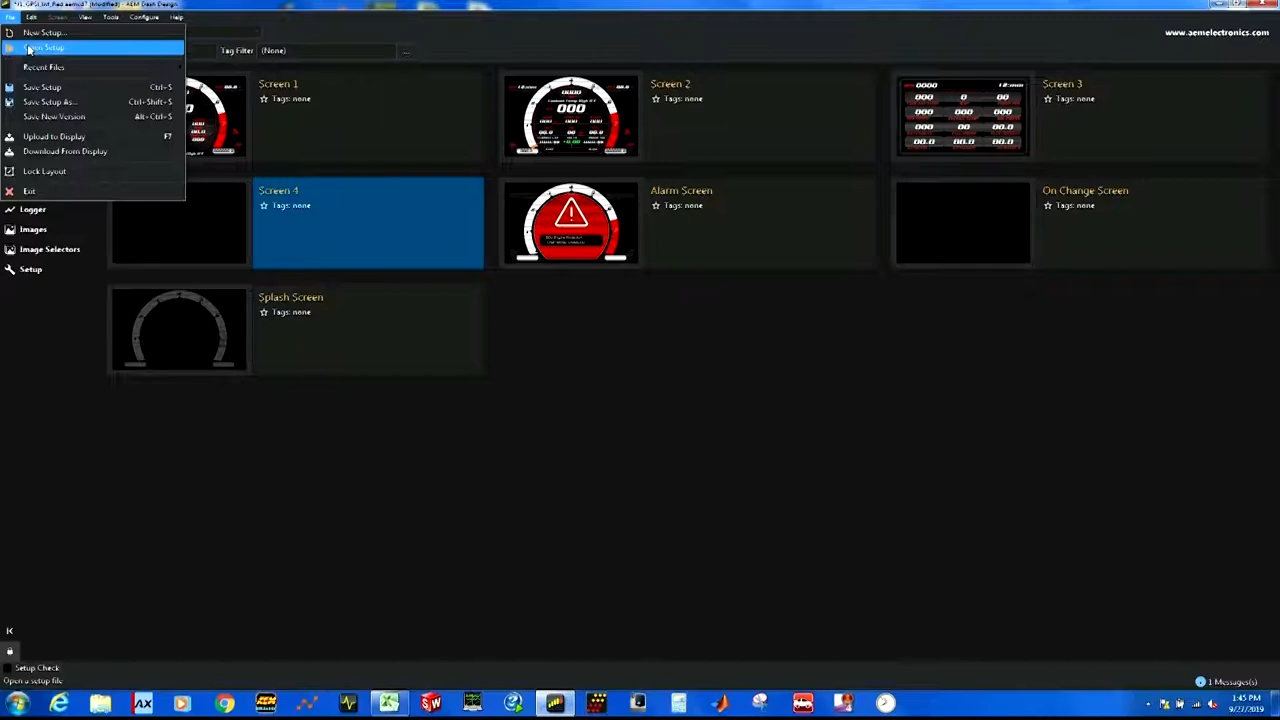 File Edit Screen View Tools Configure Help
New Setup...
www.aemelectronics.com
Open Setup...
Tag Filter (None) ...
Recent Files
Screen 1
Screen 2
Screen 3
Save Setup Ctrl+S
Tags: none
Tags: none
Tags: none
Save Setup As... Ctrl+Shift+S
Save New Version Alt+Ctrl+S
Upload to Display F7
Download From Display
Lock Layout
Exit
Screen 4
Alarm Screen
On Change Screen
Tags: none
Tags: none
Tags: none
Logger
Images
Image Selectors
Setup
Splash Screen
Tags: none
Setup Check
Open a setup file
1 Message(s)
1:45 PM
9/27/2019